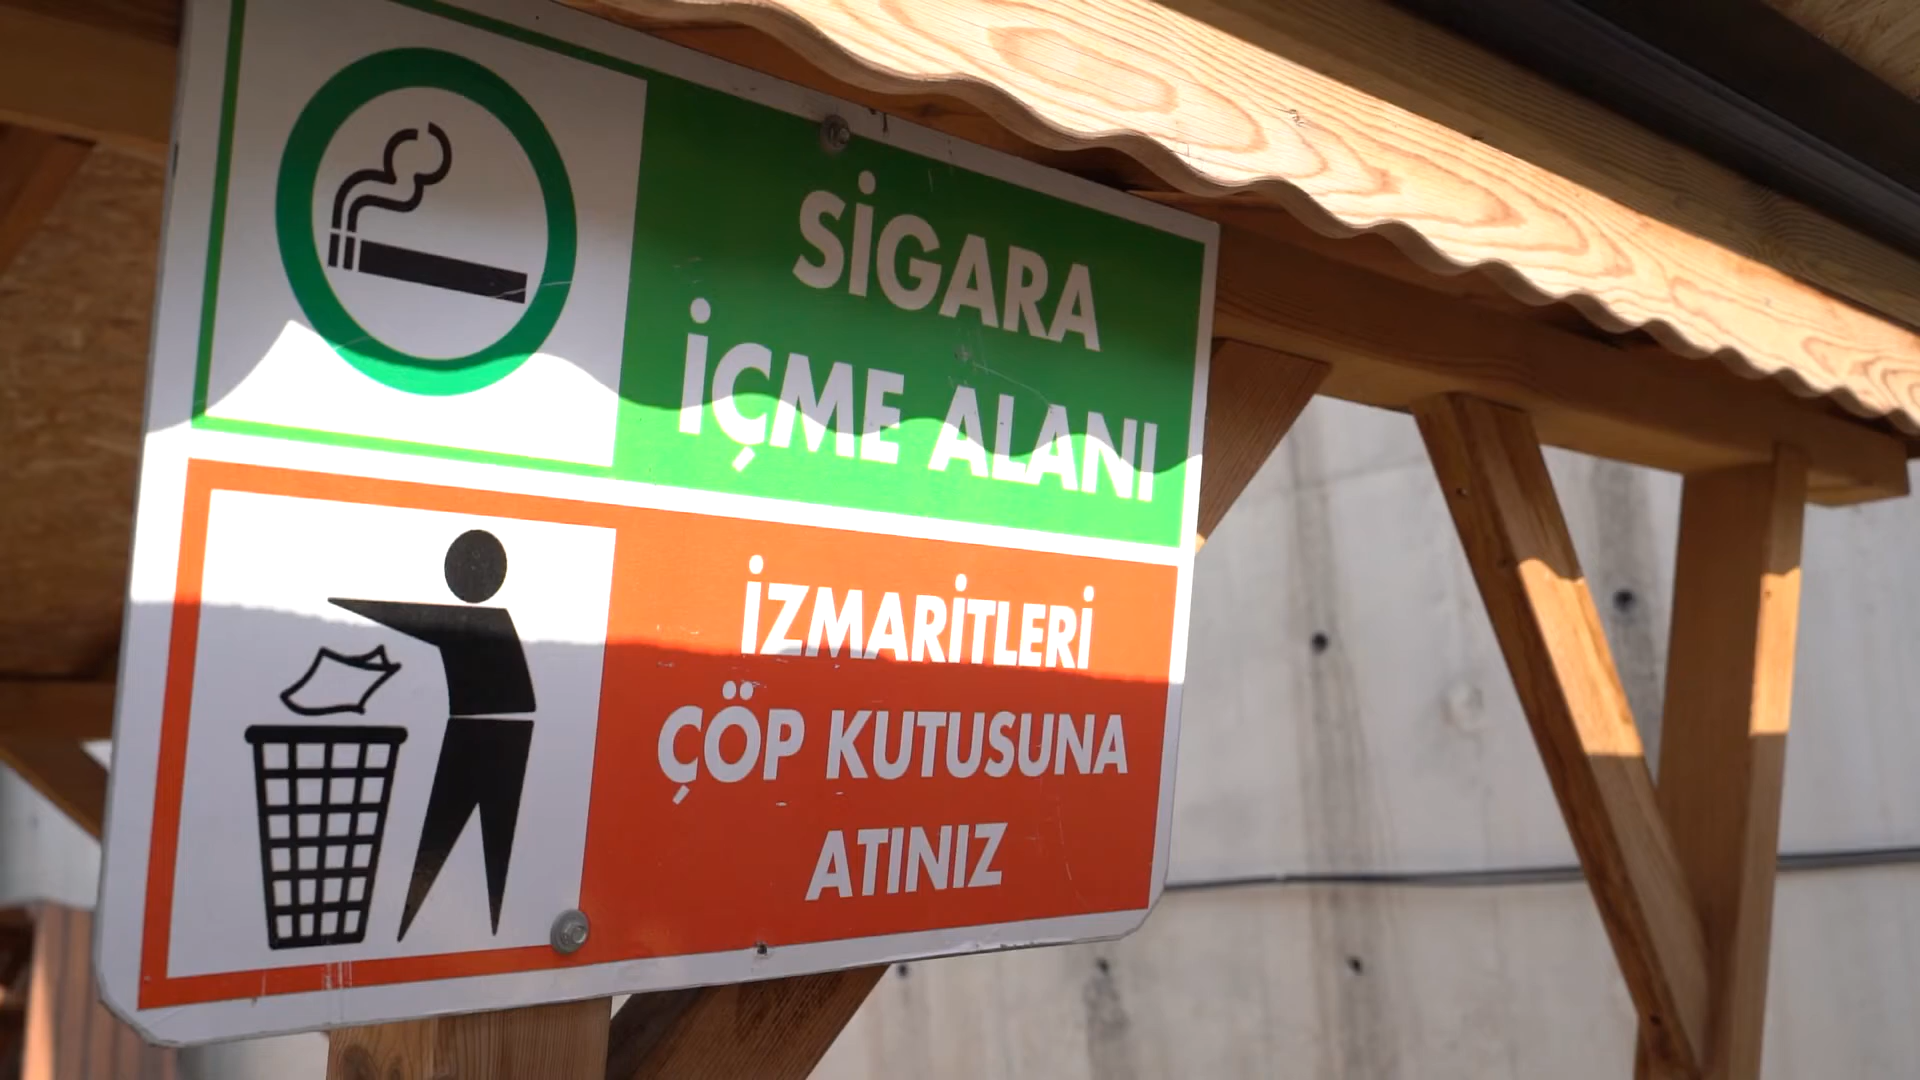 SİGARA
İÇME ALANI
İZMARİTLERİ
ÇÖP KUTUSUNA
ATINIZ